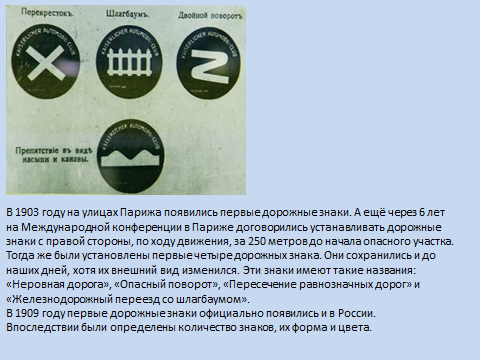 Перекрестокъ. Шлагбаумъ. Двойной поворотъ
KAISERLICHER AUTOMOBIL-CLUB KAISERLICHER AUTOMOBIL-CLUB KAISERLICHER AUTOMOBIL-CLUB
Препятствіе въ видѣ
насыпи и канавы.
KAISERLICHER AUTOMOBIL-CLUB
В 1903 году на улицах Парижа появились первые дорожные знаки. А ещё через 6 лет
на Международной конференции в Париже договорились устанавливать дорожные
знаки с правой стороны, по ходу движения, за 250 метров до начала опасного участка.
Тогда же были установлены первые четыре дорожных знака. Они сохранились и до
наших дней, хотя их внешний вид изменился. Эти знаки имеют такие названия:
«Неровная дорога», «Опасный поворот», «Пересечение равнозначных дорог» и
«Железнодорожный переезд со шлагбаумом».
В 1909 году первые дорожные знаки официально появились и в России.
Впоследствии были определены количество знаков, их форма и цвета.